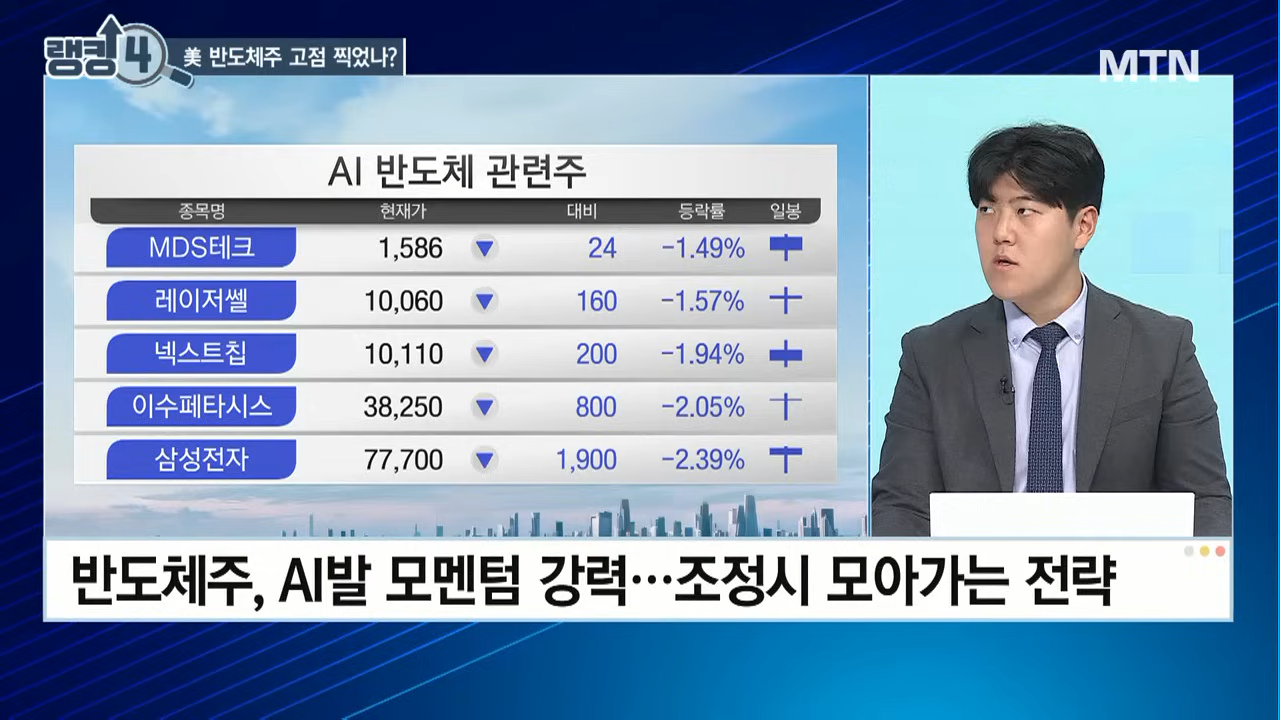 랭킹4 美 반도체주 고점 찍었나?
MTN
AI 반도체 관련주
종목명 현재가 대비 등락률 일봉
MDS테크 1,586 ▼ 24 -1.49%
레이저쎌 10,060 ▼ 160 -1.57%
넥스트칩 10,110 ▼ 200 -1.94%
이수페타시스 38,250 ▼ 800 -2.05%
삼성전자 77,700 ▼ 1,900 -2.39%
반도체주, AI발 모멘텀 강력…조정시 모아가는 전략